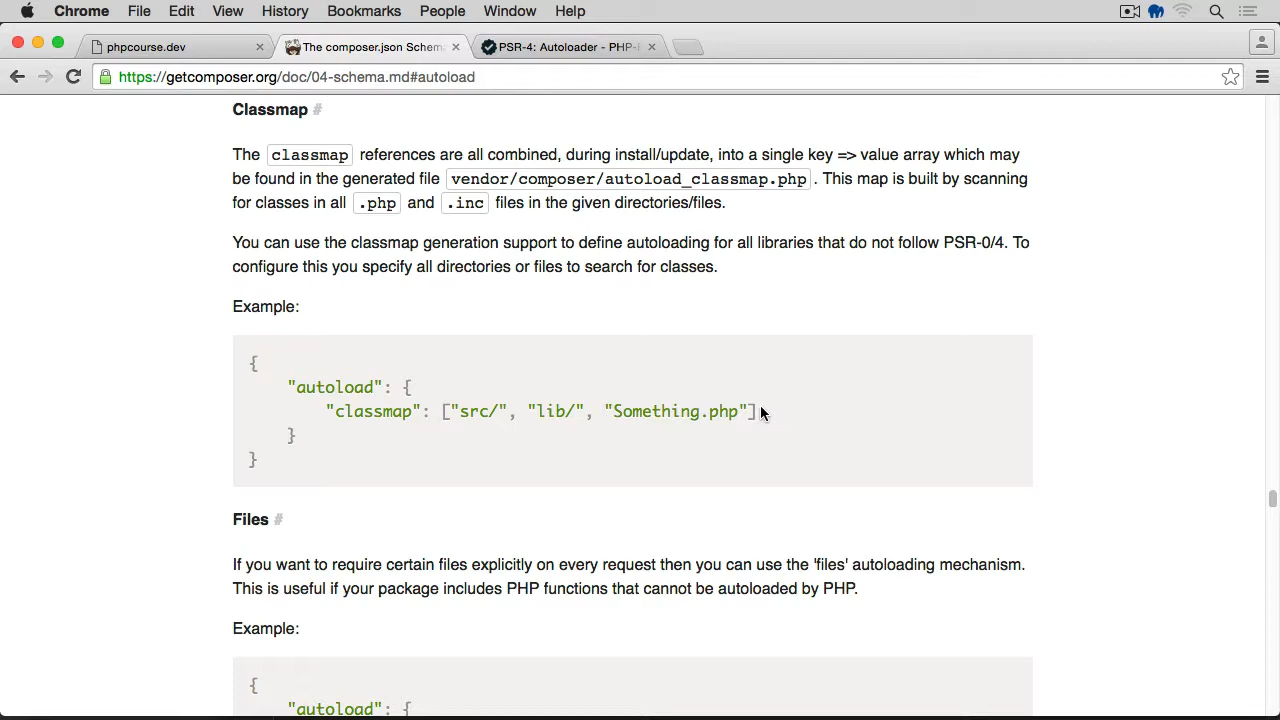 Chrome File Edit View History Bookmarks People Window Help
phpcourse.dev × The composer.json Schem × PSR-4: Autoloader - PHP- ×
https://getcomposer.org/doc/04-schema.md#autoload
Classmap #
The classmap references are all combined, during install/update, into a single key => value array which may
be found in the generated file vendor/composer/autoload_classmap.php . This map is built by scanning
for classes in all .php and .inc files in the given directories/files.
You can use the classmap generation support to define autoloading for all libraries that do not follow PSR-0/4. To
configure this you specify all directories or files to search for classes.
Example:
{
"autoload": {
"classmap": ["src/", "lib/", "Something.php"]
}
}
Files #
If you want to require certain files explicitly on every request then you can use the 'files' autoloading mechanism.
This is useful if your package includes PHP functions that cannot be autoloaded by PHP.
Example:
{
"autoload": {